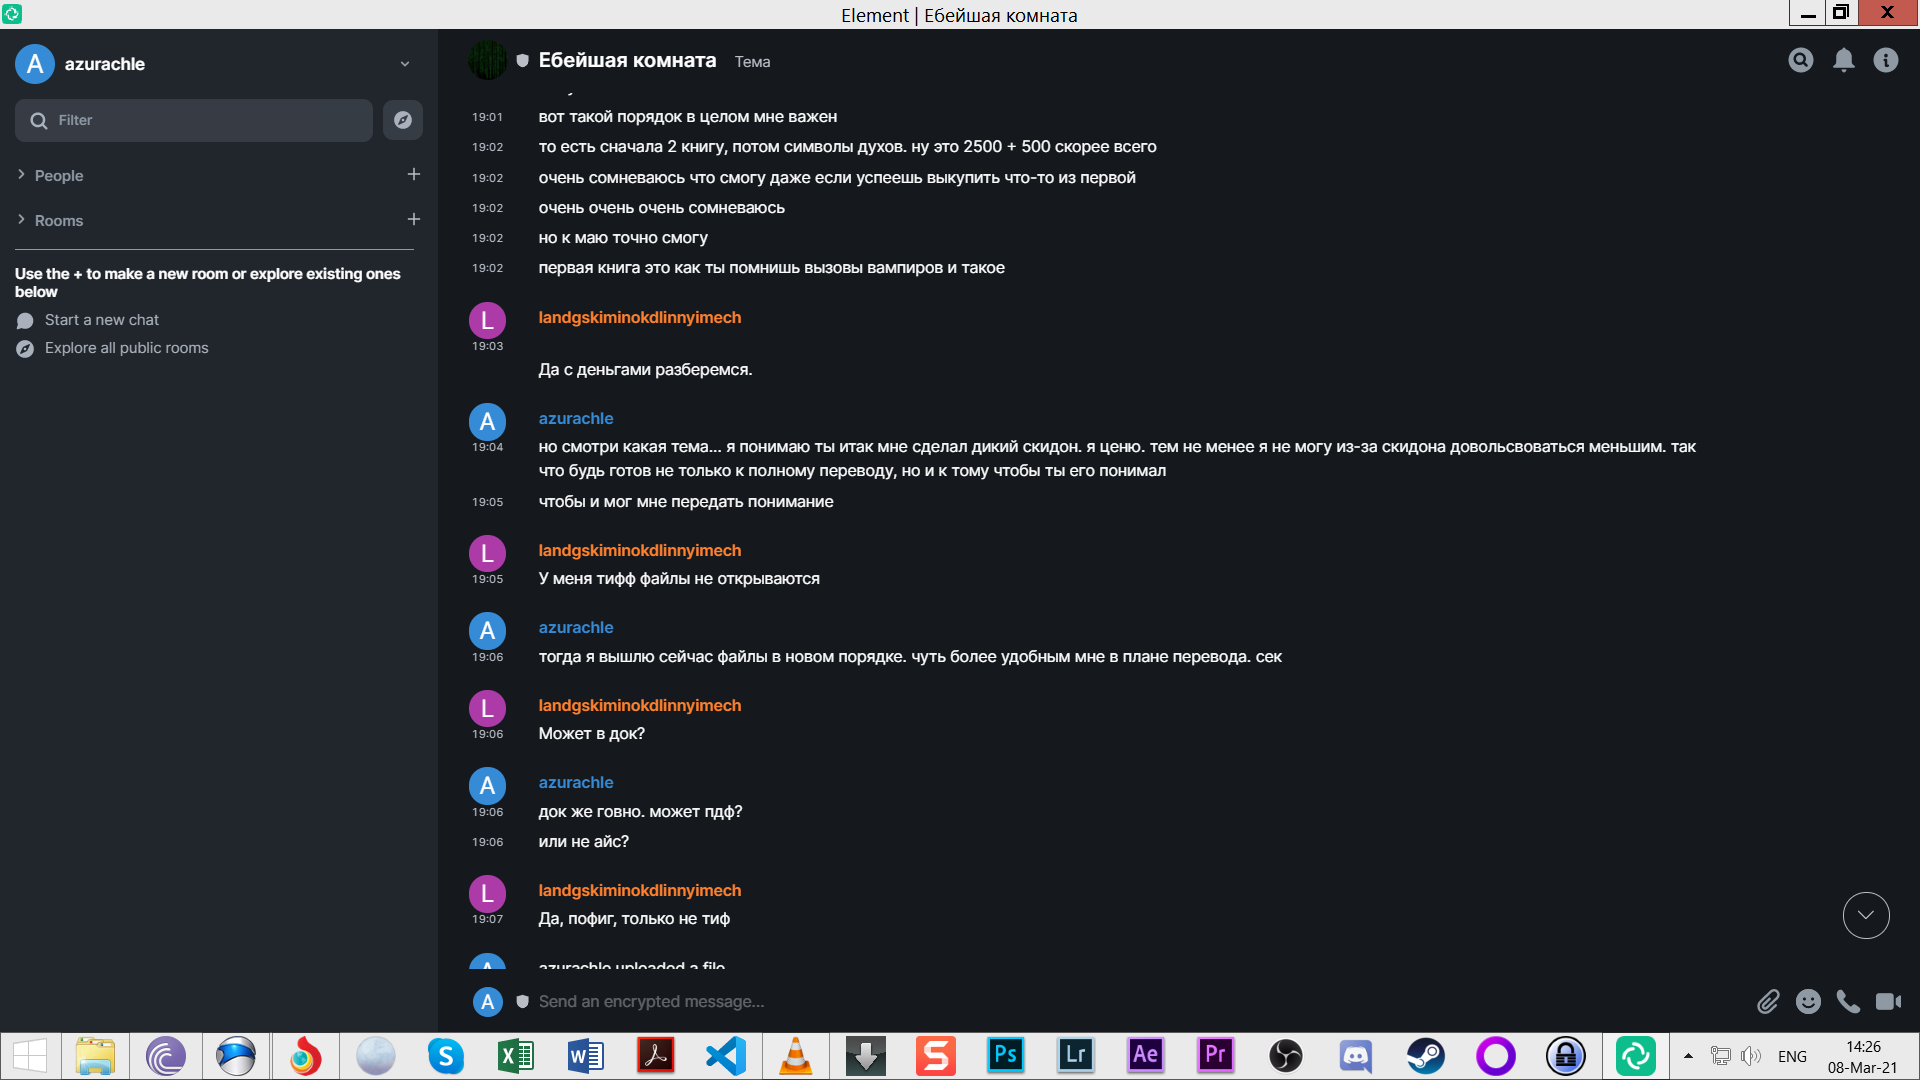 Element | Ебейшая комната
A azurachle
Filter
People
Rooms
Use the + to make a new room or explore existing ones
below
Start a new chat
Explore all public rooms
Ебейшая комната Тема
19:01 вот такой порядок в целом мне важен
19:02 то есть сначала 2 книгу, потом символы духов. ну это 2500 + 500 скорее всего
19:02 очень сомневаюсь что смогу даже если успеешь выкупить что-то из первой
19:02 очень очень очень сомневаюсь
19:02 но к маю точно смогу
19:02 первая книга это как ты помнишь вызовы вампиров и такое
L landgskiminokdlinnyimech
19:03
Да с деньгами разберемся.
A azurachle
19:04 но смотри какая тема... я понимаю ты итак мне сделал дикий скидон. я ценю. тем не менее я не могу из-за скидона довольсвоваться меньшим. так
что будь готов не только к полному переводу, но и к тому чтобы ты его понимал
19:05 чтобы и мог мне передать понимание
L landgskiminokdlinnyimech
19:05 У меня тифф файлы не открываются
A azurachle
19:06 тогда я вышлю сейчас файлы в новом порядке. чуть более удобным мне в плане перевода. сек
L landgskiminokdlinnyimech
19:06 Может в док?
A azurachle
19:06 док же говно. может пдф?
19:06 или не айс?
L landgskiminokdlinnyimech
19:07 Да, пофиг, только не тиф
A azurachle uploaded a file
A Send an encrypted message...
S X W Ps Lr Ae Pr S
ENG
14:26
08-Mar-21